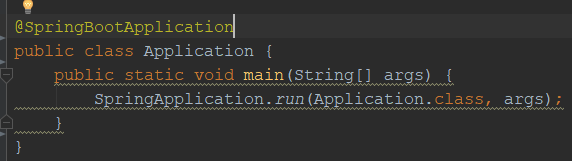 @SpringBootApplication
public class Application {
    public static void main(String[] args) {
        SpringApplication.run(Application.class, args);
    }
}